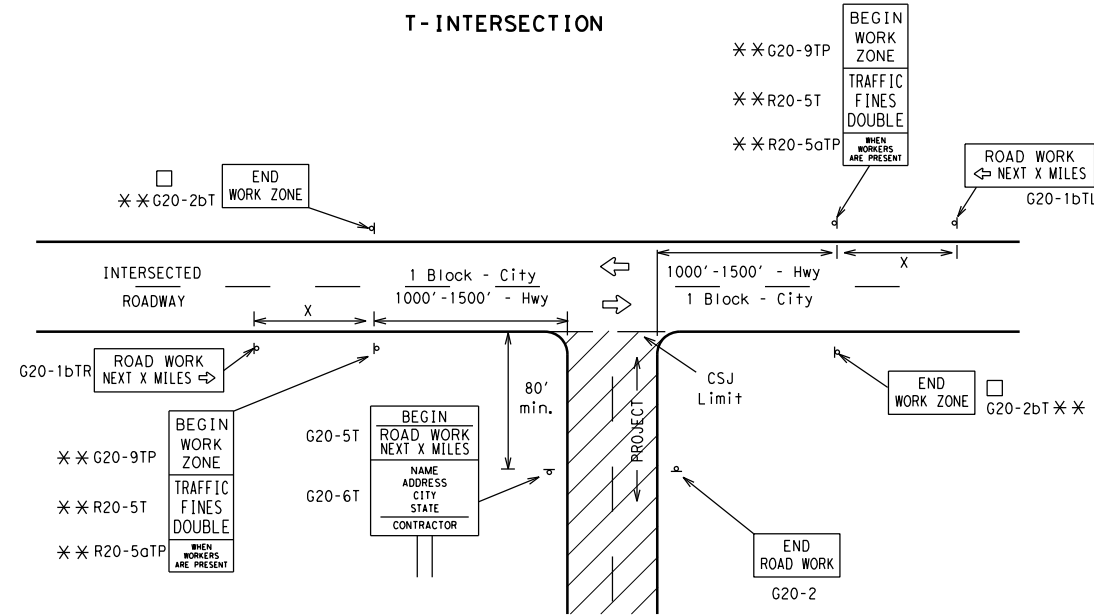 T-INTERSECTION
BEGIN
WORK
ZONE
**G20-9TP
TRAFFIC
FINES
DOUBLE
**R20-5T
WHEN
WORKERS
ARE PRESENT
**R20-5aTP
ROAD WORK
⇦ NEXT X MILES
G20-1bTL
END
WORK ZONE
□
**G20-2bT
INTERSECTED
ROADWAY
X
1 Block - City
1000'-1500' - Hwy
1000'-1500' - Hwy
1 Block - City
X
G20-1bTR
ROAD WORK
NEXT X MILES ⇨
80'
min.
CSJ
Limit
PROJECT
END
WORK ZONE
□
G20-2bT **
BEGIN
WORK
ZONE
** G20-9TP
TRAFFIC
FINES
DOUBLE
** R20-5T
WHEN
WORKERS
ARE PRESENT
** R20-5aTP
G20-5T
BEGIN
ROAD WORK
NEXT X MILES
G20-6T
NAME
ADDRESS
CITY
STATE
CONTRACTOR
END
ROAD WORK
G20-2